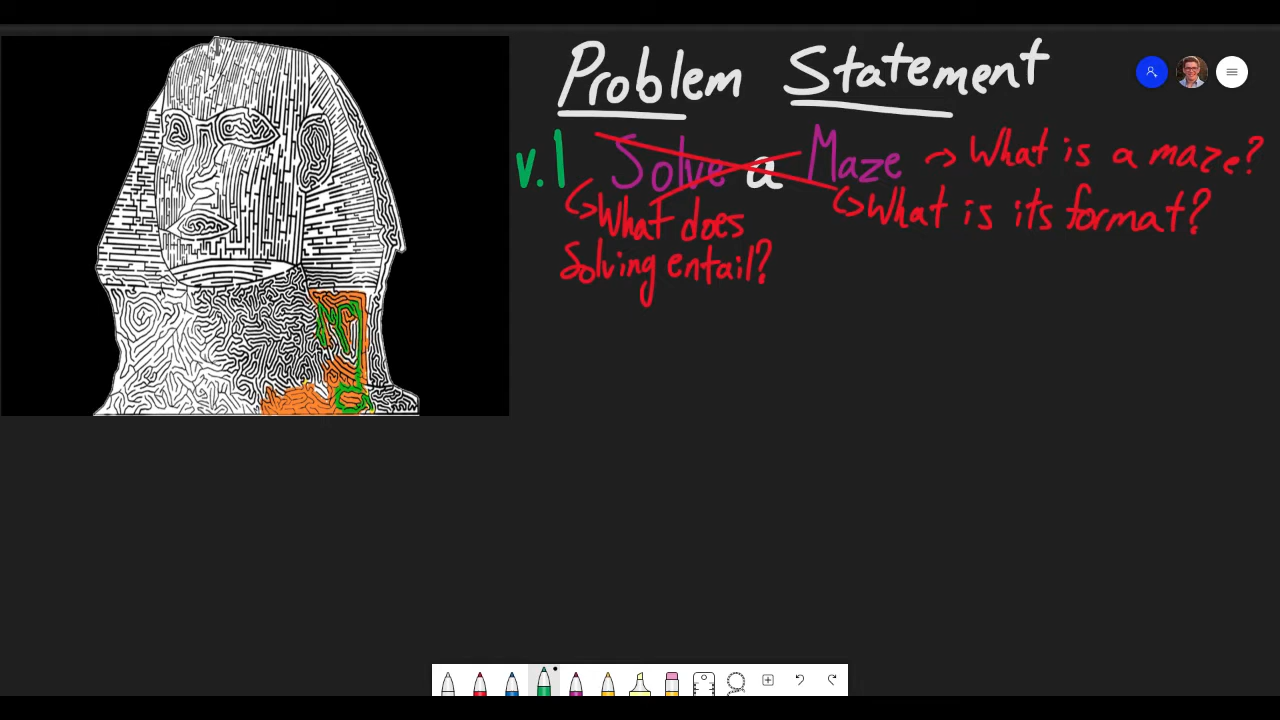 Problem Statement
v.1 Solve a Maze → What is a maze?
↳ What is its format?
↳ What does
Solving entail?